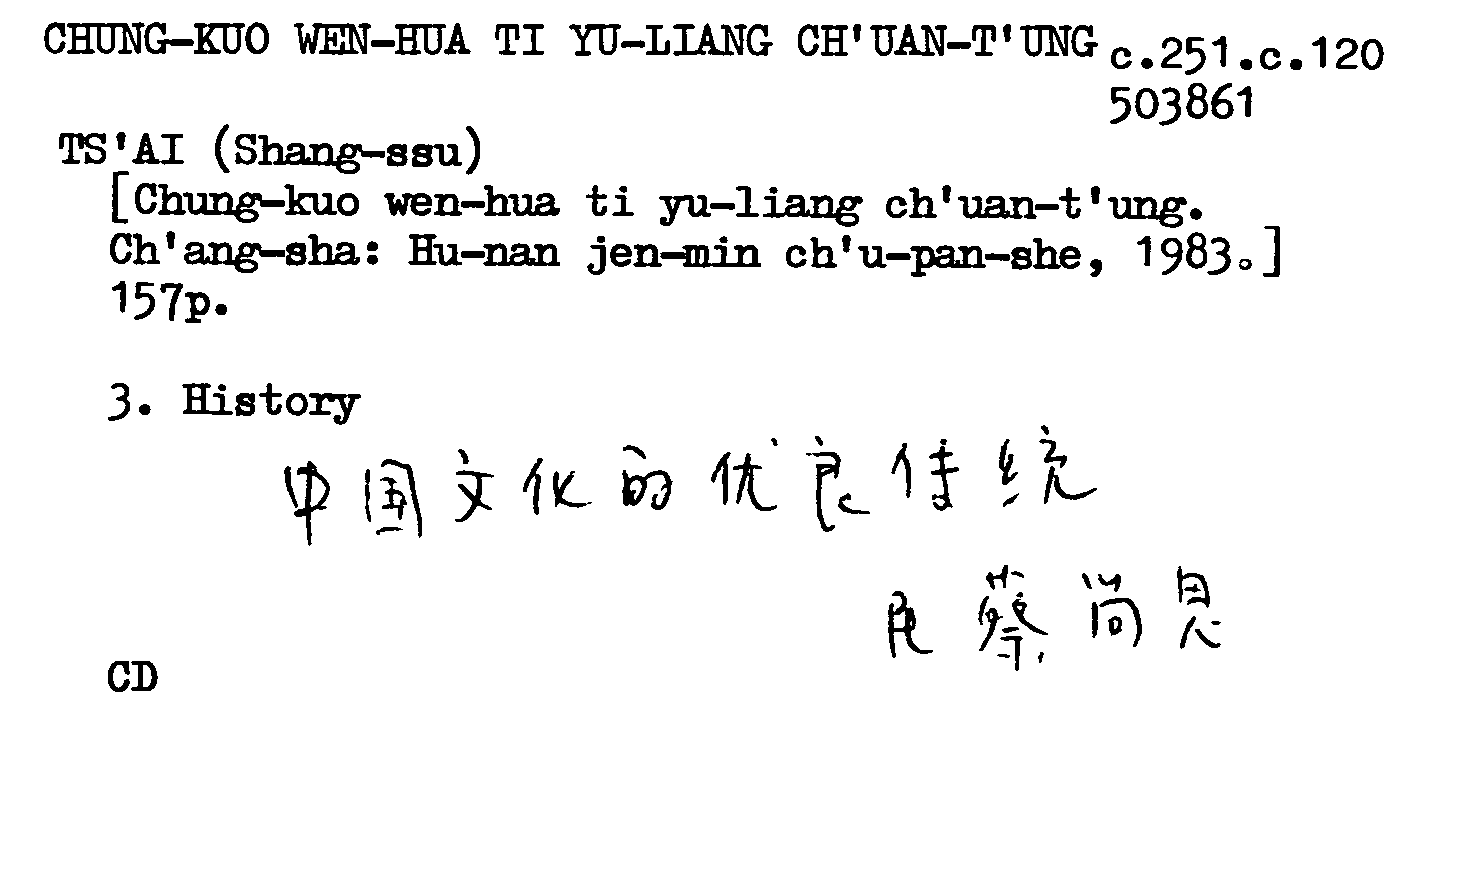 CHUNG-KUO WEN-HUA TI YU-LIANG CH'UAN-T'UNG c.251.c.120
503861
TS'AI (Shang-ssu)
[Chung-kuo wen-hua ti yu-liang ch'uan-t'ung.
Ch'ang-sha: Hu-nan jen-min ch'u-pan-she, 1983.]
157p.
3. History
中国文化的优良传统
蔡尚思
CD